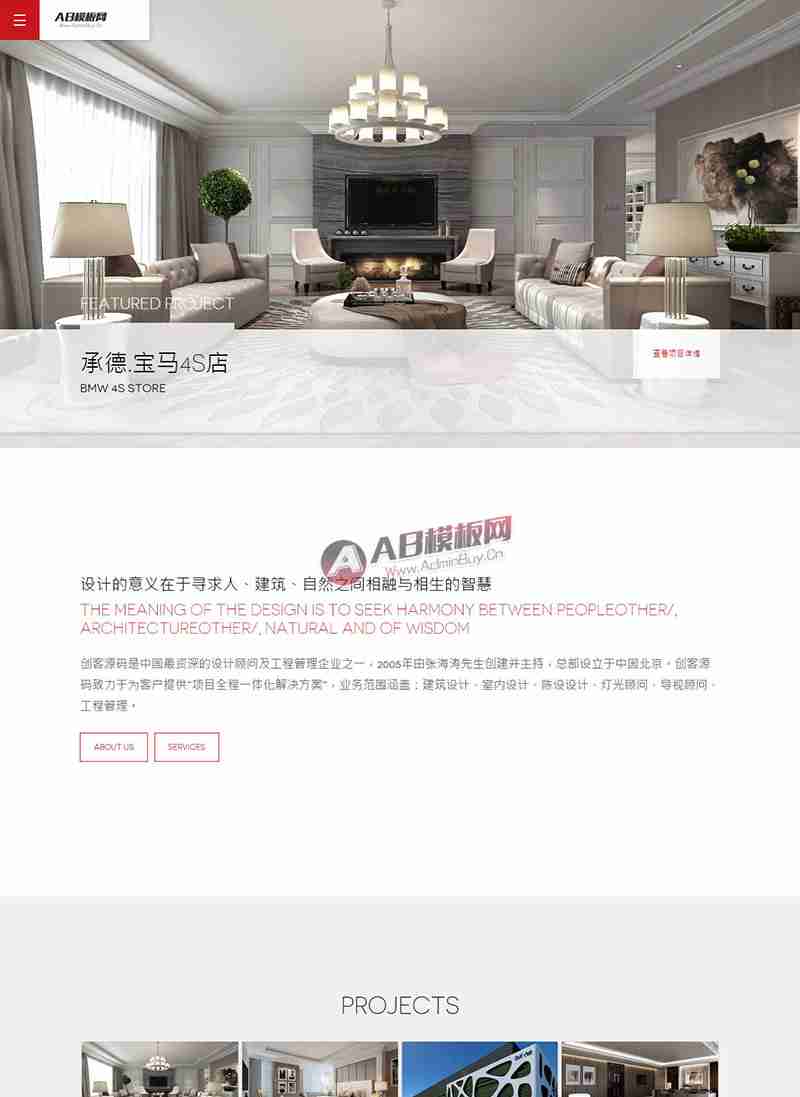 AB模板网
www.AdminBuy.Cn
FEATURED PROJECT
承德.宝马4S店
BMW 4S STORE
查看项目详情
AB模板网
www.AdminBuy.Cn
设计的意义在于寻求人、建筑、自然之间相融与相生的智慧
THE MEANING OF THE DESIGN IS TO SEEK HARMONY BETWEEN PEOPLEOTHER/,
ARCHITECTUREOTHER/, NATURAL AND OF WISDOM
创客源码是中国最资深的设计顾问及工程管理企业之一，2005年由张海涛先生创建并主持，总部设立于中国北京。创客源
码致力于为客户提供“项目全程一体化解决方案”，业务范围涵盖：建筑设计、室内设计、陈设设计、灯光顾问、导视顾问、
工程管理。
ABOUT US
SERVICES
PROJECTS